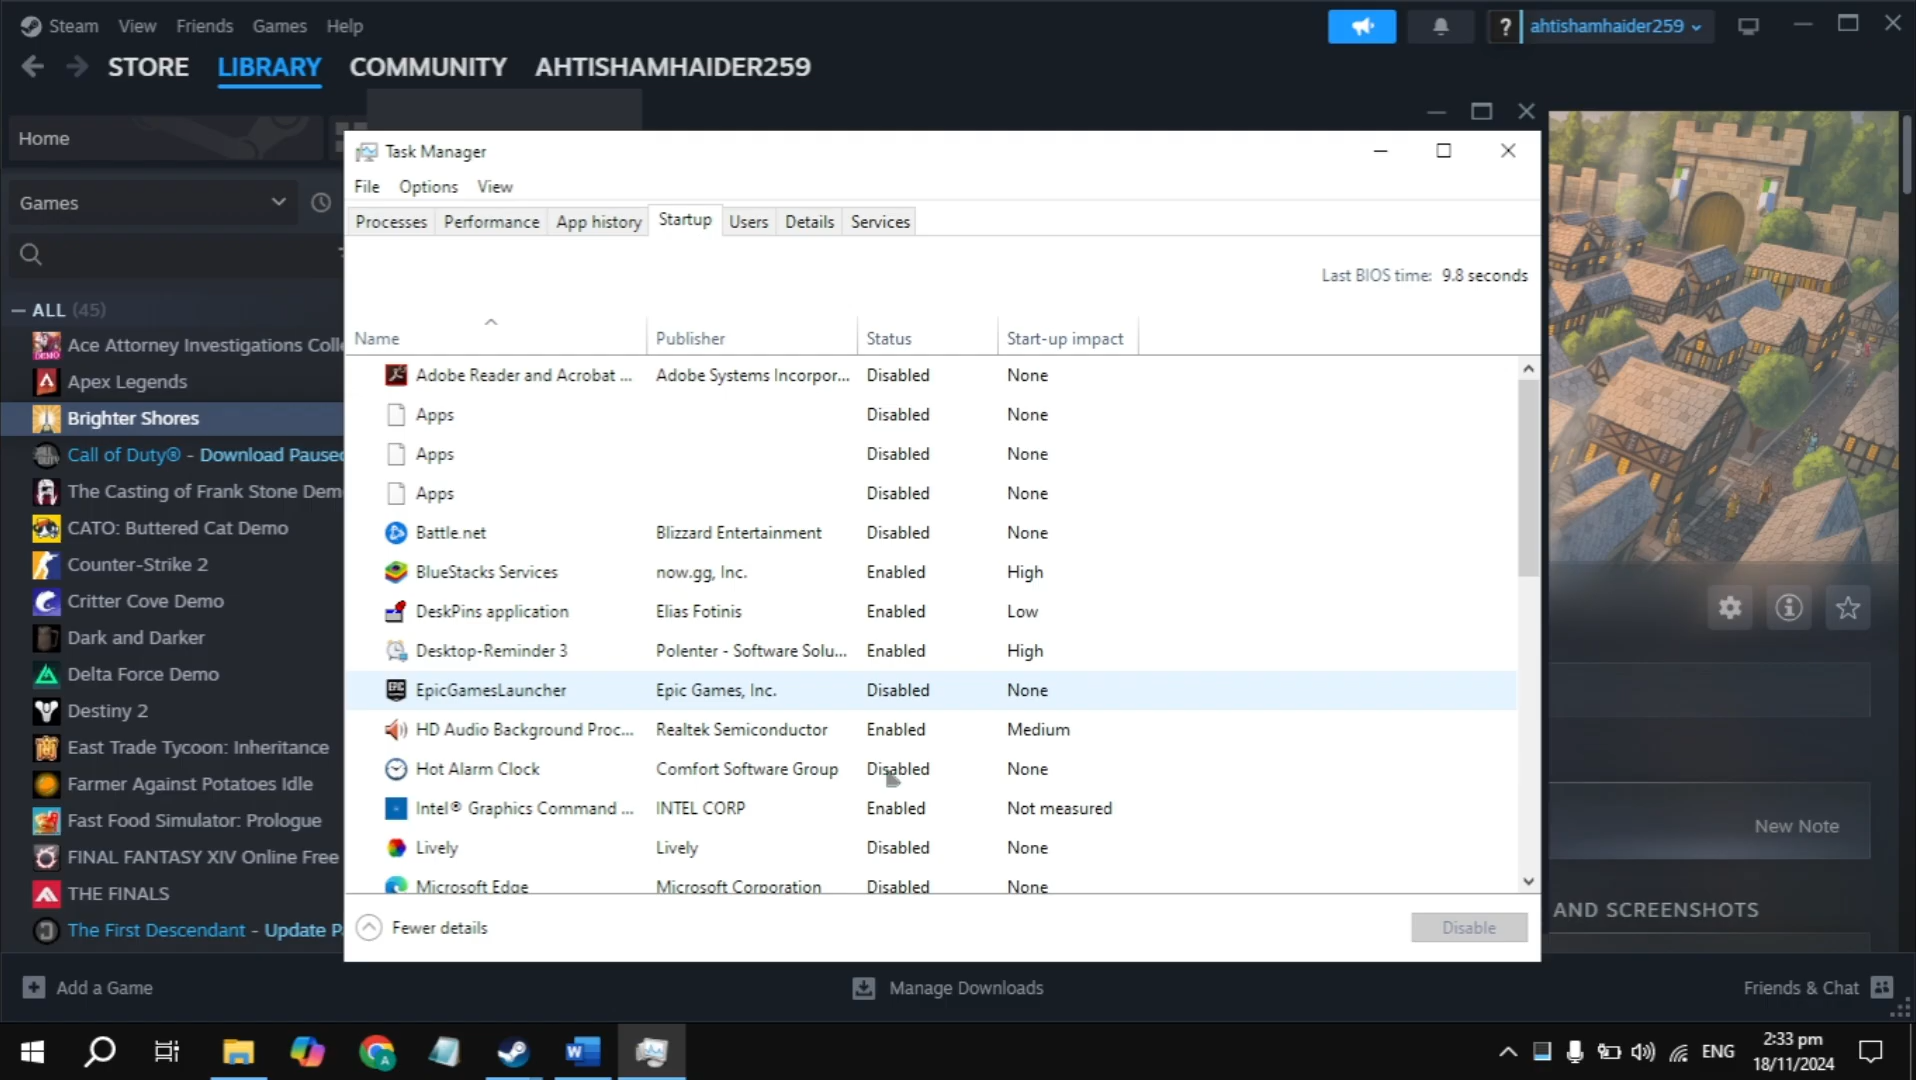 Steam View Friends Games Help
? ahtishamhaider259
STORE LIBRARY COMMUNITY AHTISHAMHAIDER259
Home
Games
ALL (45)
Ace Attorney Investigations Colle
Apex Legends
Brighter Shores
Call of Duty® - Download Paused
The Casting of Frank Stone Dem
CATO: Buttered Cat Demo
Counter-Strike 2
Critter Cove Demo
Dark and Darker
Delta Force Demo
Destiny 2
East Trade Tycoon: Inheritance
Farmer Against Potatoes Idle
Fast Food Simulator: Prologue
FINAL FANTASY XIV Online Free
THE FINALS
The First Descendant - Update P
Task Manager
File Options View
Processes Performance App history Startup Users Details Services
Last BIOS time: 9.8 seconds
Name Publisher Status Start-up impact
Adobe Reader and Acrobat ... Adobe Systems Incorpor... Disabled None
Apps Disabled None
Apps Disabled None
Apps Disabled None
Battle.net Blizzard Entertainment Disabled None
BlueStacks Services now.gg, Inc. Enabled High
DeskPins application Elias Fotinis Enabled Low
Desktop-Reminder 3 Polenter - Software Solu... Enabled High
EPIC EpicGamesLauncher Epic Games, Inc. Disabled None
HD Audio Background Proc... Realtek Semiconductor Enabled Medium
Hot Alarm Clock Comfort Software Group Disabled None
Intel® Graphics Command ... INTEL CORP Enabled Not measured
Lively Lively Disabled None
Microsoft Edge Microsoft Corporation Disabled None
Fewer details Disable
New Note
AND SCREENSHOTS
Add a Game Manage Downloads Friends & Chat
ENG
2:33 pm
18/11/2024